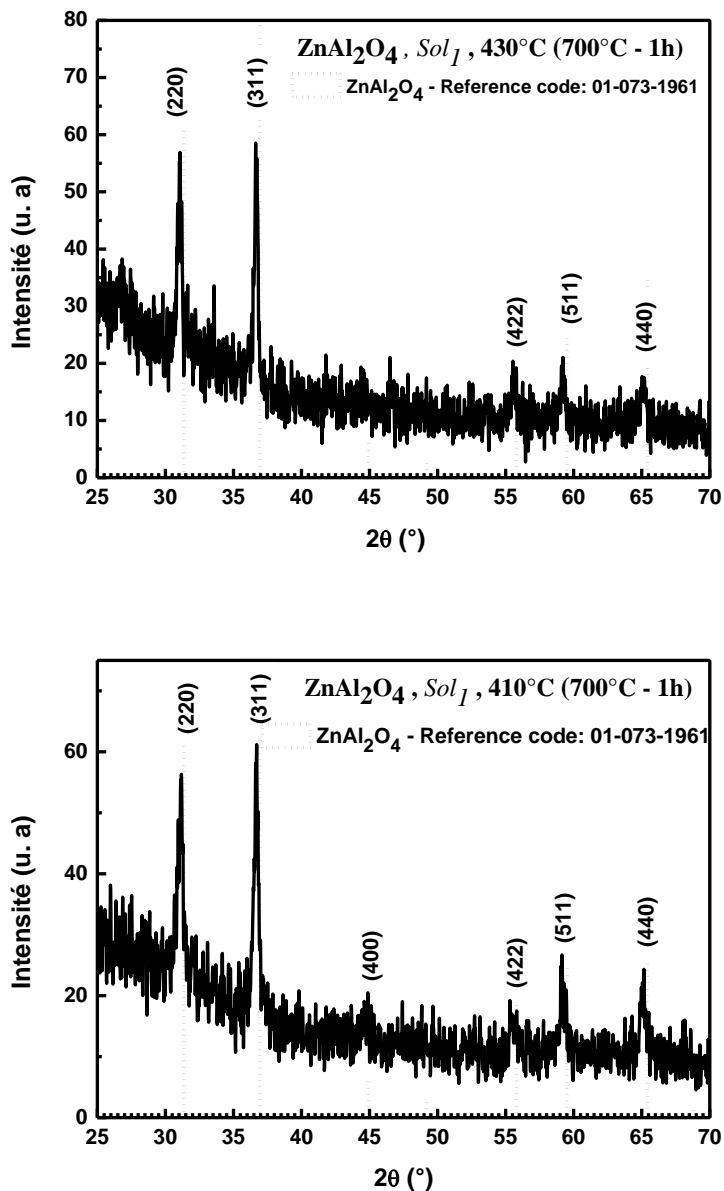 ZnAl2O4 , Sol1 , 430°C (700°C - 1h)
ZnAl2O4 - Reference code: 01-073-1961
(220)
(311)
(422)
(511)
(440)
Intensité (u. a)
80
70
60
50
40
30
20
10
0
25 30 35 40 45 50 55 60 65 70
2θ (°)
ZnAl2O4 , Sol1 , 410°C (700°C - 1h)
ZnAl2O4 - Reference code: 01-073-1961
(220)
(311)
(400)
(422)
(511)
(440)
Intensité (u. a)
60
40
20
0
25 30 35 40 45 50 55 60 65 70
2θ (°)